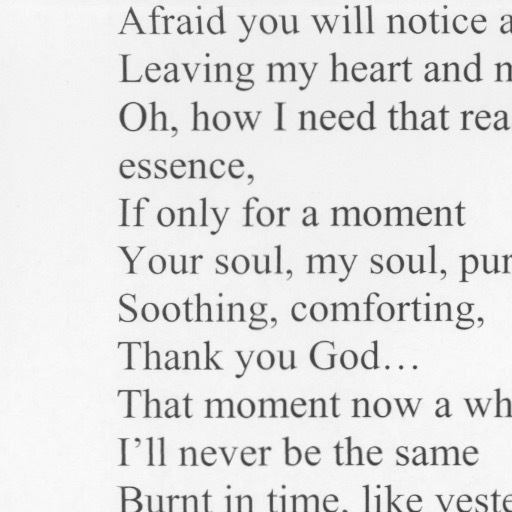 Afraid you will notice a
Leaving my heart and
Oh, how I need that rea
essence,
If only for a moment
Your soul, my soul, pur
Soothing, comforting,
Thank you God…
That moment now a wh
I’ll never be the same
Burnt in time, like yeste